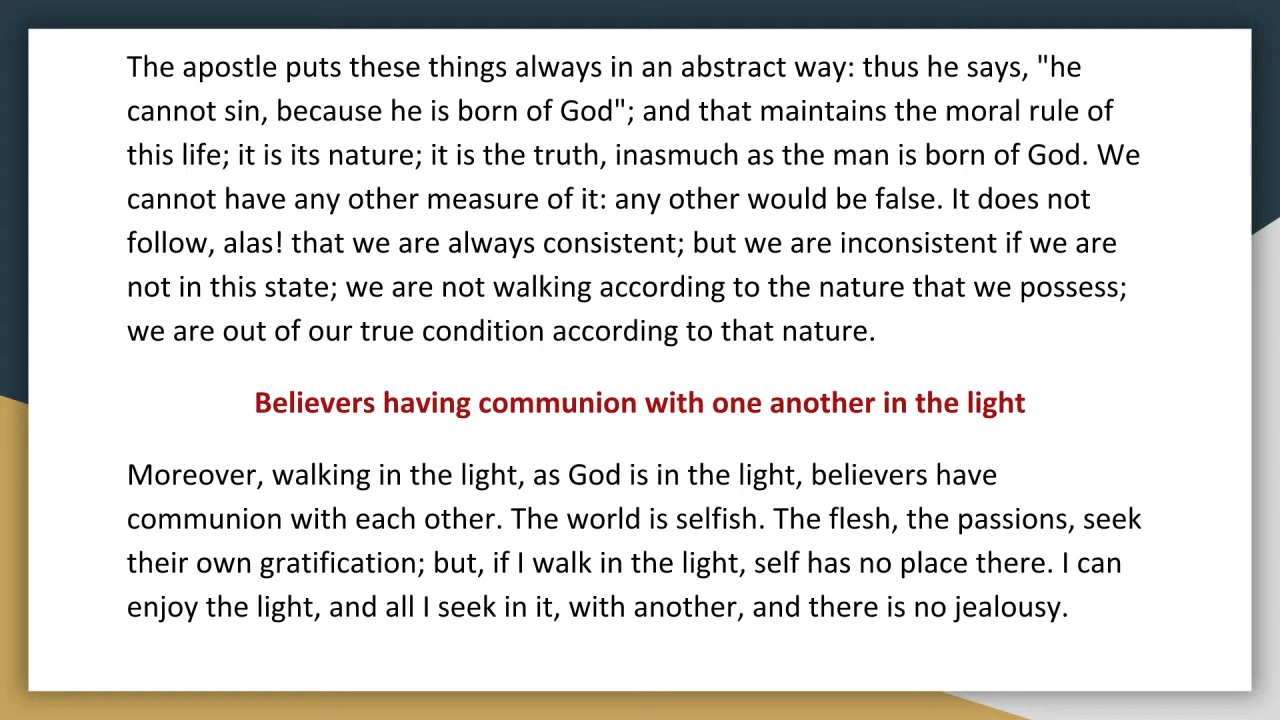 The apostle puts these things always in an abstract way: thus he says, "he
cannot sin, because he is born of God"; and that maintains the moral rule of
this life; it is its nature; it is the truth, inasmuch as the man is born of God. We
cannot have any other measure of it: any other would be false. It does not
follow, alas! that we are always consistent; but we are inconsistent if we are
not in this state; we are not walking according to the nature that we possess;
we are out of our true condition according to that nature.
Believers having communion with one another in the light
Moreover, walking in the light, as God is in the light, believers have
communion with each other. The world is selfish. The flesh, the passions, seek
their own gratification; but, if I walk in the light, self has no place there. I can
enjoy the light, and all I seek in it, with another, and there is no jealousy.